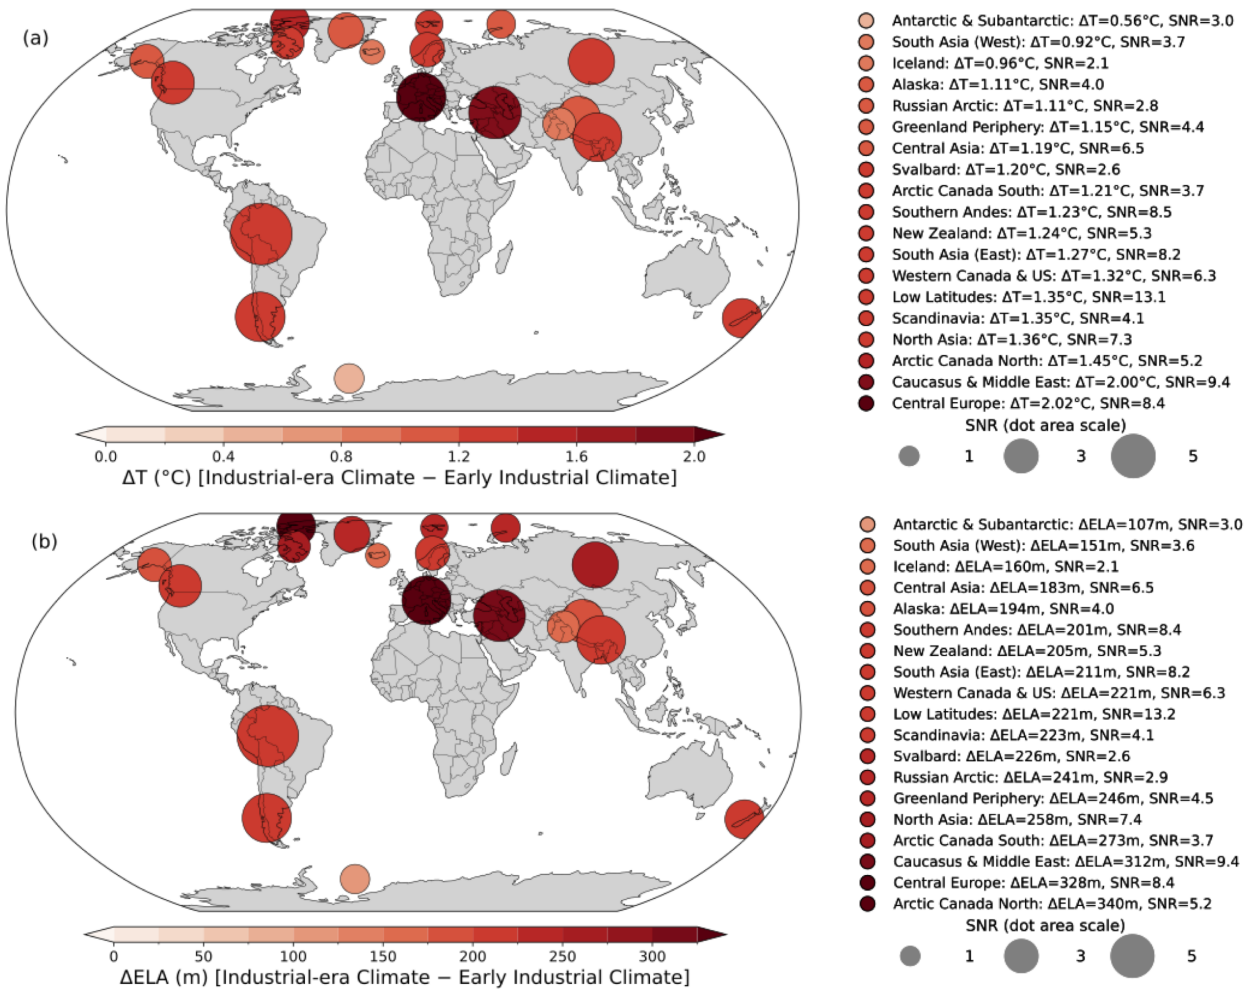 (a)
Antarctic & Subantarctic: ΔT=0.56°C, SNR=3.0
South Asia (West): ΔT=0.92°C, SNR=3.7
Iceland: ΔT=0.96°C, SNR=2.1
Alaska: ΔT=1.11°C, SNR=4.0
Russian Arctic: ΔT=1.11°C, SNR=2.8
Greenland Periphery: ΔT=1.15°C, SNR=4.4
Central Asia: ΔT=1.19°C, SNR=6.5
Svalbard: ΔT=1.20°C, SNR=2.6
Arctic Canada South: ΔT=1.21°C, SNR=3.7
Southern Andes: ΔT=1.23°C, SNR=8.5
New Zealand: ΔT=1.24°C, SNR=5.3
South Asia (East): ΔT=1.27°C, SNR=8.2
Western Canada & US: ΔT=1.32°C, SNR=6.3
Low Latitudes: ΔT=1.35°C, SNR=13.1
Scandinavia: ΔT=1.35°C, SNR=4.1
North Asia: ΔT=1.36°C, SNR=7.3
Arctic Canada North: ΔT=1.45°C, SNR=5.2
Caucasus & Middle East: ΔT=2.00°C, SNR=9.4
Central Europe: ΔT=2.02°C, SNR=8.4
SNR (dot area scale)
1 3 5
0.0 0.4 0.8 1.2 1.6 2.0
ΔT (°C) [Industrial-era Climate − Early Industrial Climate]
(b)
Antarctic & Subantarctic: ΔELA=107m, SNR=3.0
South Asia (West): ΔELA=151m, SNR=3.6
Iceland: ΔELA=160m, SNR=2.1
Central Asia: ΔELA=183m, SNR=6.5
Alaska: ΔELA=194m, SNR=4.0
Southern Andes: ΔELA=201m, SNR=8.4
New Zealand: ΔELA=205m, SNR=5.3
South Asia (East): ΔELA=211m, SNR=8.2
Western Canada & US: ΔELA=221m, SNR=6.3
Low Latitudes: ΔELA=221m, SNR=13.2
Scandinavia: ΔELA=223m, SNR=4.1
Svalbard: ΔELA=226m, SNR=2.6
Russian Arctic: ΔELA=241m, SNR=2.9
Greenland Periphery: ΔELA=246m, SNR=4.5
North Asia: ΔELA=258m, SNR=7.4
Arctic Canada South: ΔELA=273m, SNR=3.7
Caucasus & Middle East: ΔELA=312m, SNR=9.4
Central Europe: ΔELA=328m, SNR=8.4
Arctic Canada North: ΔELA=340m, SNR=5.2
SNR (dot area scale)
1 3 5
0 50 100 150 200 250 300
ΔELA (m) [Industrial-era Climate − Early Industrial Climate]